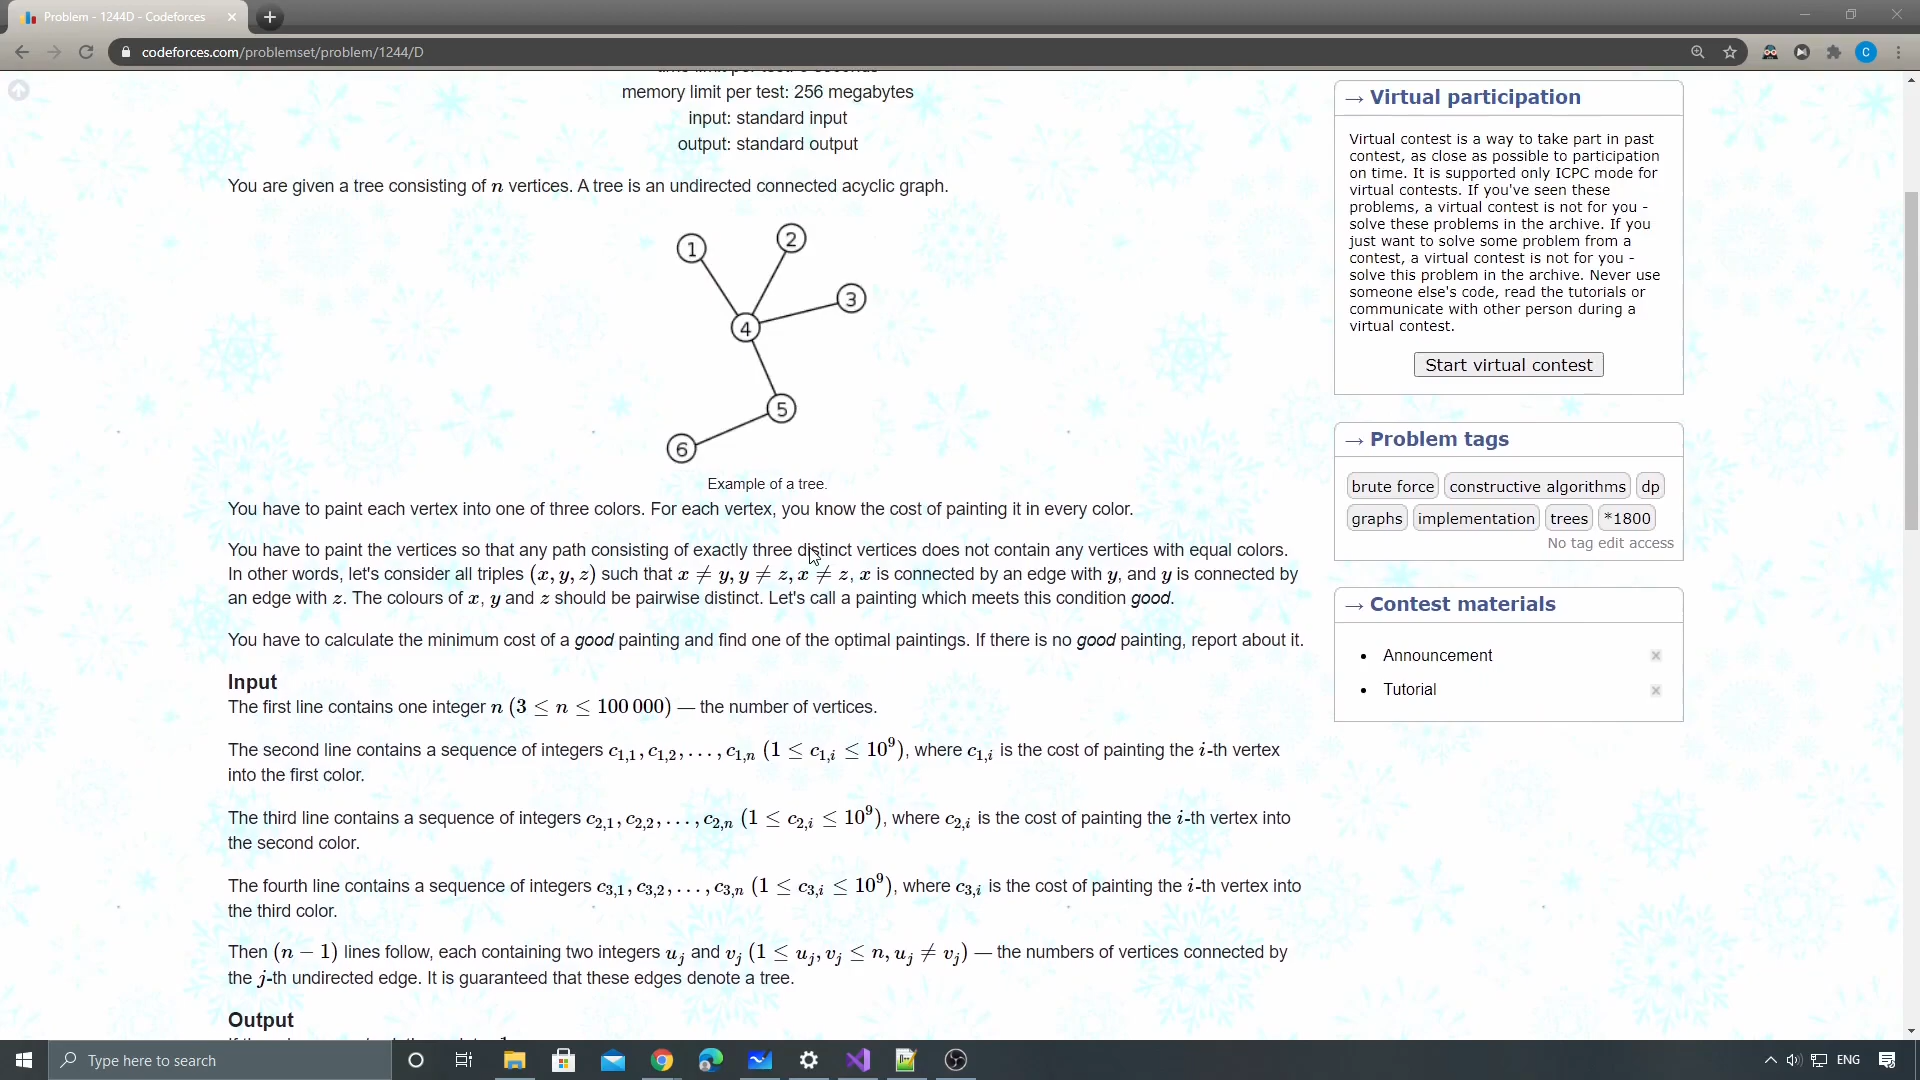 Problem - 1244D - Codeforces
codeforces.com/problemset/problem/1244/D
C
memory limit per test: 256 megabytes
input: standard input
output: standard output
You are given a tree consisting of n vertices. A tree is an undirected connected acyclic graph.
1
2
3
4
5
6
Example of a tree.
You have to paint each vertex into one of three colors. For each vertex, you know the cost of painting it in every color.
You have to paint the vertices so that any path consisting of exactly three distinct vertices does not contain any vertices with equal colors.
In other words, let's consider all triples (x, y, z) such that x ≠ y, y ≠ z, x ≠ z, x is connected by an edge with y, and y is connected by
an edge with z. The colours of x, y and z should be pairwise distinct. Let's call a painting which meets this condition good.
You have to calculate the minimum cost of a good painting and find one of the optimal paintings. If there is no good painting, report about it.
Input
The first line contains one integer n (3 ≤ n ≤ 100 000) — the number of vertices.
The second line contains a sequence of integers c₁,₁, c₁,₂, …, c₁,ₙ (1 ≤ c₁,ᵢ ≤ 10⁹), where c₁,ᵢ is the cost of painting the i-th vertex
into the first color.
The third line contains a sequence of integers c₂,₁, c₂,₂, …, c₂,ₙ (1 ≤ c₂,ᵢ ≤ 10⁹), where c₂,ᵢ is the cost of painting the i-th vertex into
the second color.
The fourth line contains a sequence of integers c₃,₁, c₃,₂, …, c₃,ₙ (1 ≤ c₃,ᵢ ≤ 10⁹), where c₃,ᵢ is the cost of painting the i-th vertex into
the third color.
Then (n − 1) lines follow, each containing two integers uⱼ and vⱼ (1 ≤ uⱼ, vⱼ ≤ n, uⱼ ≠ vⱼ) — the numbers of vertices connected by
the j-th undirected edge. It is guaranteed that these edges denote a tree.
Output
→ Virtual participation
Virtual contest is a way to take part in past
contest, as close as possible to participation
on time. It is supported only ICPC mode for
virtual contests. If you've seen these
problems, a virtual contest is not for you -
solve these problems in the archive. If you
just want to solve some problem from a
contest, a virtual contest is not for you -
solve this problem in the archive. Never use
someone else's code, read the tutorials or
communicate with other person during a
virtual contest.
Start virtual contest
→ Problem tags
brute force constructive algorithms dp
graphs implementation trees *1800
No tag edit access
→ Contest materials
Announcement
Tutorial
Type here to search
ENG